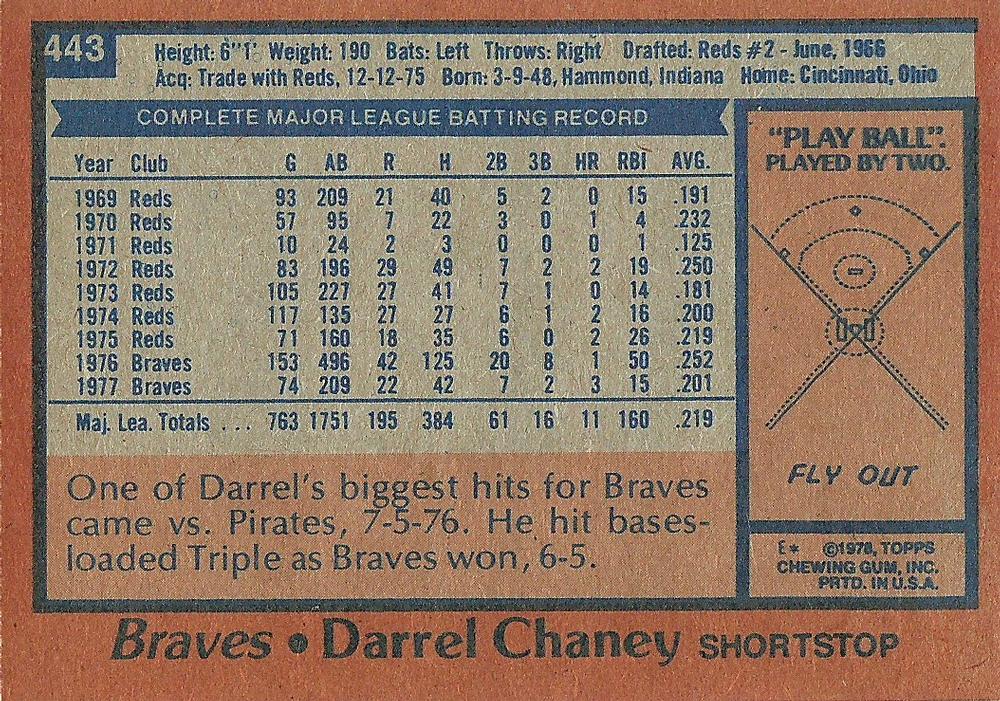 443
Height: 6"1' Weight: 190 Bats: Left Throws: Right Drafted: Reds #2 - June, 1966
Acq: Trade with Reds, 12-12-75 Born: 3-9-48, Hammond, Indiana Home: Cincinnati, Ohio
COMPLETE MAJOR LEAGUE BATTING RECORD
Year Club G AB R H 2B 3B HR RBI AVG.
1969 Reds 93 209 21 40 5 2 0 15 .191
1970 Reds 57 95 7 22 3 0 1 4 .232
1971 Reds 10 24 2 3 0 0 0 1 .125
1972 Reds 83 196 29 49 7 2 2 19 .250
1973 Reds 105 227 27 41 7 1 0 14 .181
1974 Reds 117 135 27 27 6 1 2 16 .200
1975 Reds 71 160 18 35 6 0 2 26 .219
1976 Braves 153 496 42 125 20 8 1 50 .252
1977 Braves 74 209 22 42 7 2 3 15 .201
Maj. Lea. Totals . . . 763 1751 195 384 61 16 11 160 .219
One of Darrel's biggest hits for Braves
came vs. Pirates, 7-5-76. He hit bases-
loaded Triple as Braves won, 6-5.
"PLAY BALL".
PLAYED BY TWO.
FLY OUT
E* ©1978, TOPPS
CHEWING GUM, INC.
PRTD. IN U.S.A.
Braves • Darrel Chaney SHORTSTOP